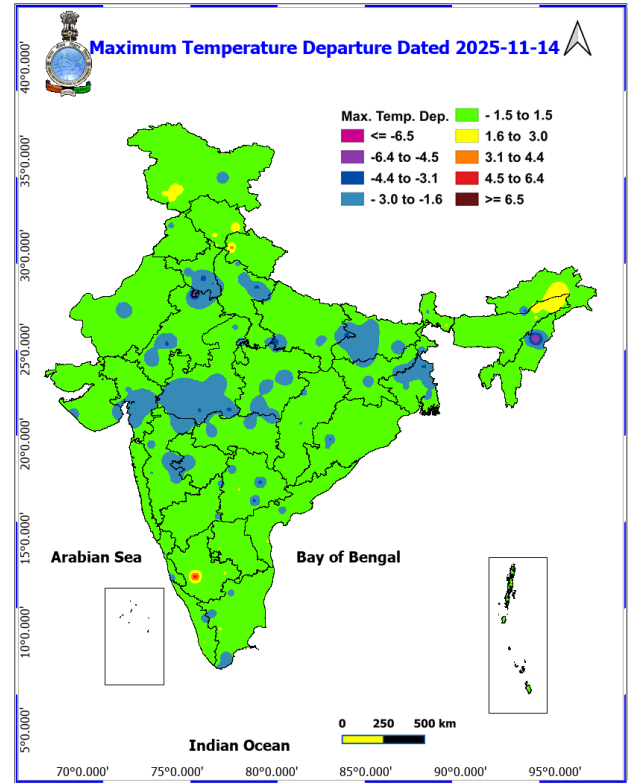 Maximum Temperature Departure Dated 2025-11-14
Max. Temp. Dep.
<= -6.5
-6.4 to -4.5
-4.4 to -3.1
- 3.0 to -1.6
- 1.5 to 1.5
1.6 to 3.0
3.1 to 4.4
4.5 to 6.4
>= 6.5
40°0.000'
35°0.000'
30°0.000'
25°0.000'
20°0.000'
15°0.000'
10°0.000'
5°0.000'
Arabian Sea
Bay of Bengal
Indian Ocean
0 250 500 km
70°0.000' 75°0.000' 80°0.000' 85°0.000' 90°0.000' 95°0.000'